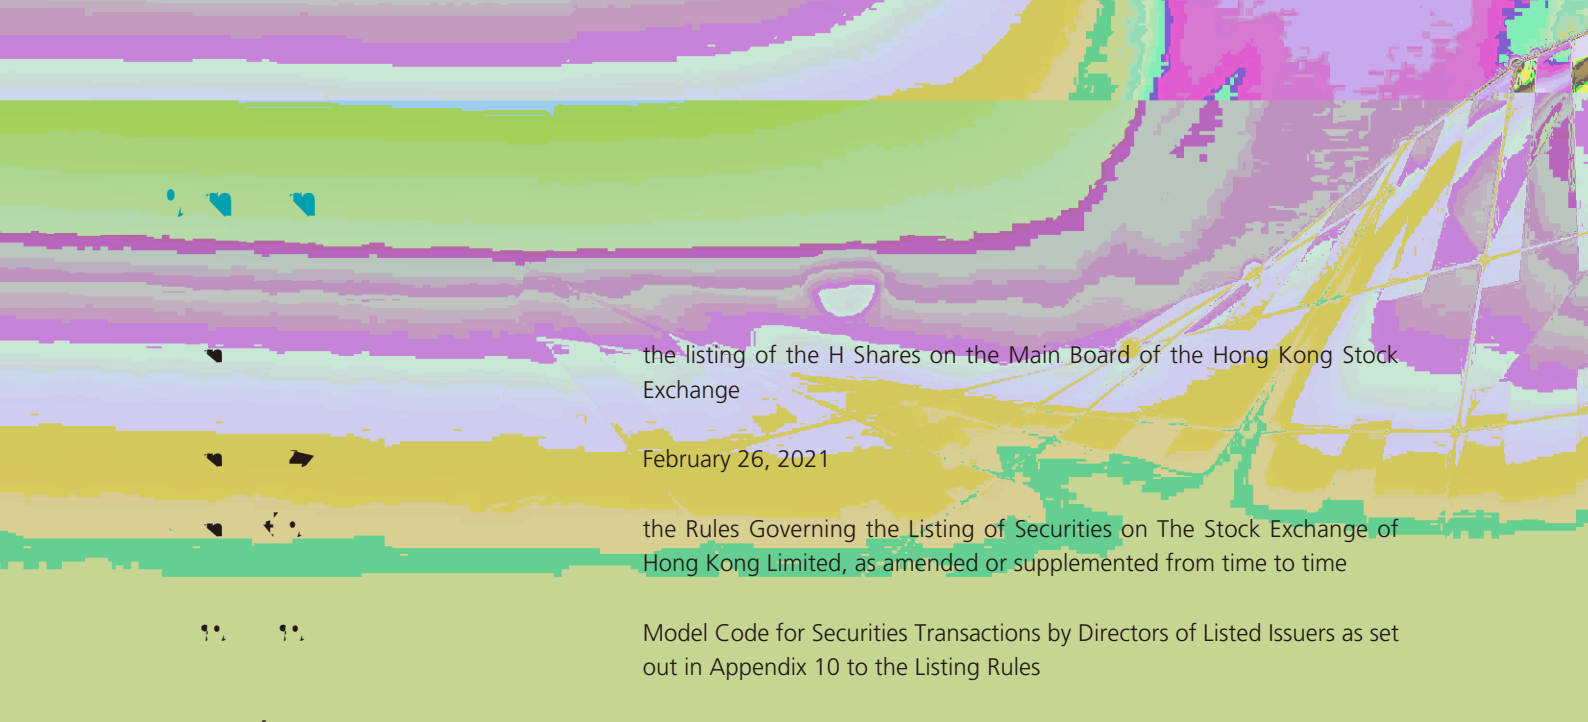 the listing of the H Shares on the Main Board of the Hong Kong Stock
Exchange
February 26, 2021
the Rules Governing the Listing of Securities on The Stock Exchange of
Hong Kong Limited, as amended or supplemented from time to time
Model Code for Securities Transactions by Directors of Listed Issuers as set
out in Appendix 10 to the Listing Rules